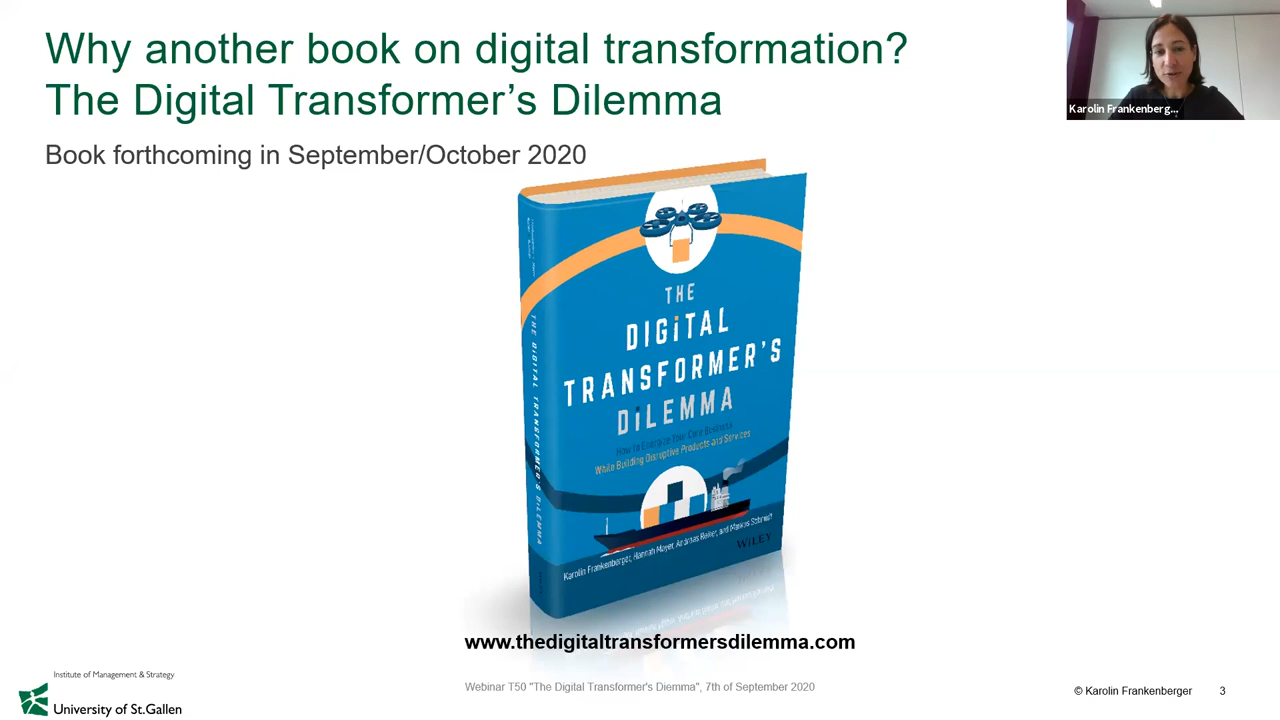 Why another book on digital transformation?
The Digital Transformer's Dilemma
Book forthcoming in September/October 2020
Karolin Frankenberg...
THE
DiGiTAL
TRANSFORMER'S
DiLEMMA
How to Energize Your Core Business
While Building Disruptive Products and Services
Karolin Frankenberger, Hannah Mayer, Andreas Reiter, and Markus Schmidt
WILEY
THE DIGITAL TRANSFORMER'S DILEMMA
www.thedigitaltransformersdilemma.com
Institute of Management & Strategy
University of St.Gallen
Webinar T50 "The Digital Transformer's Diemma", 7th of September 2020
© Karolin Frankenberger
3